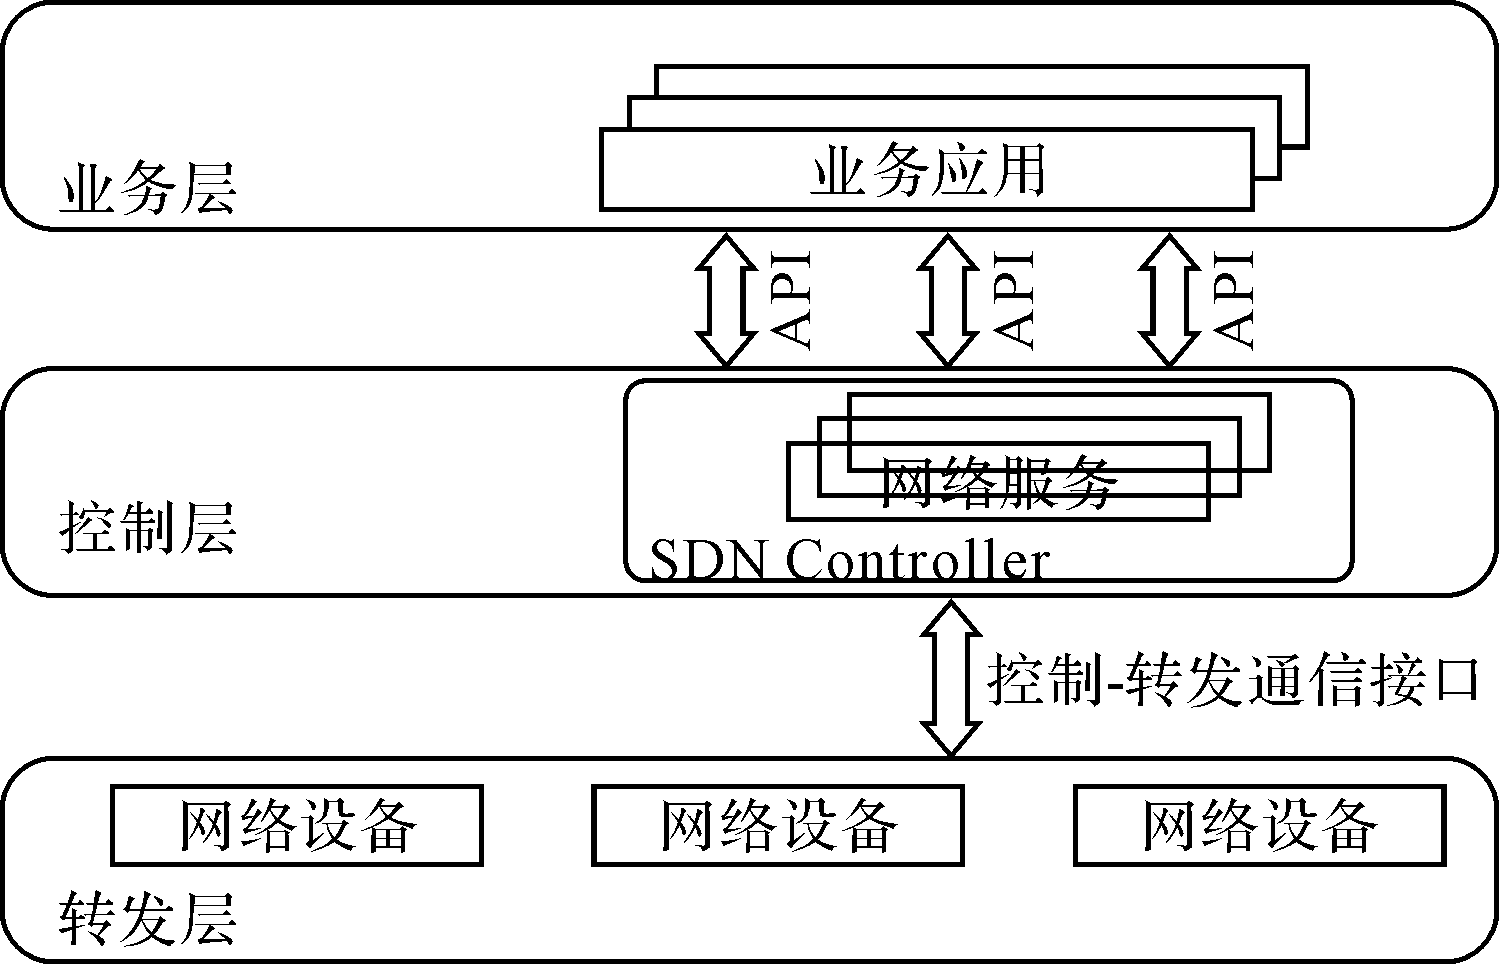 业务应用
业务层
API
API
API
网络服务
控制层
SDN Controller
控制-转发通信接口
网络设备
网络设备
网络设备
转发层